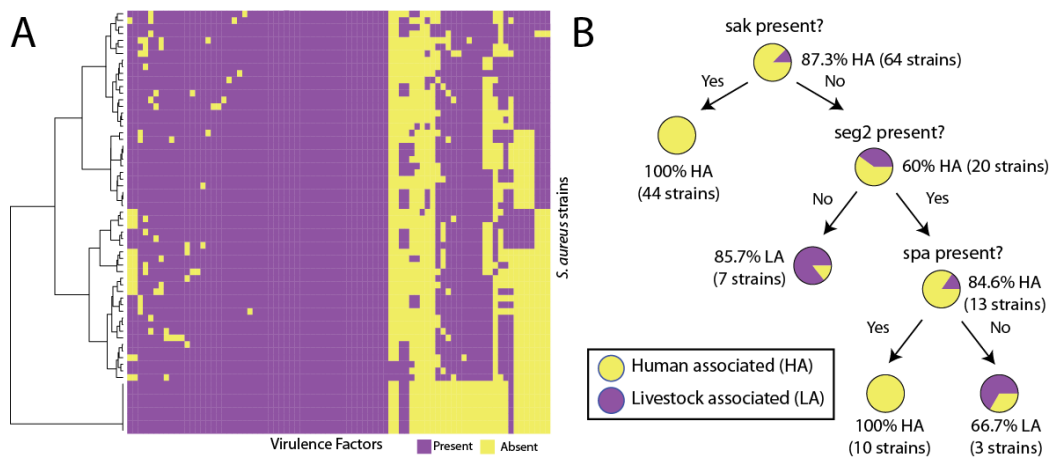 A
B
sak present?
87.3% HA (64 strains)
Yes
No
seg2 present?
100% HA
(44 strains)
60% HA (20 strains)
No
Yes
S. aureus strains
spa present?
85.7% LA
(7 strains)
84.6% HA
(13 strains)
Yes
No
Human associated (HA)
Livestock associated (LA)
100% HA
(10 strains)
66.7% LA
(3 strains)
Virulence Factors
Present
Absent